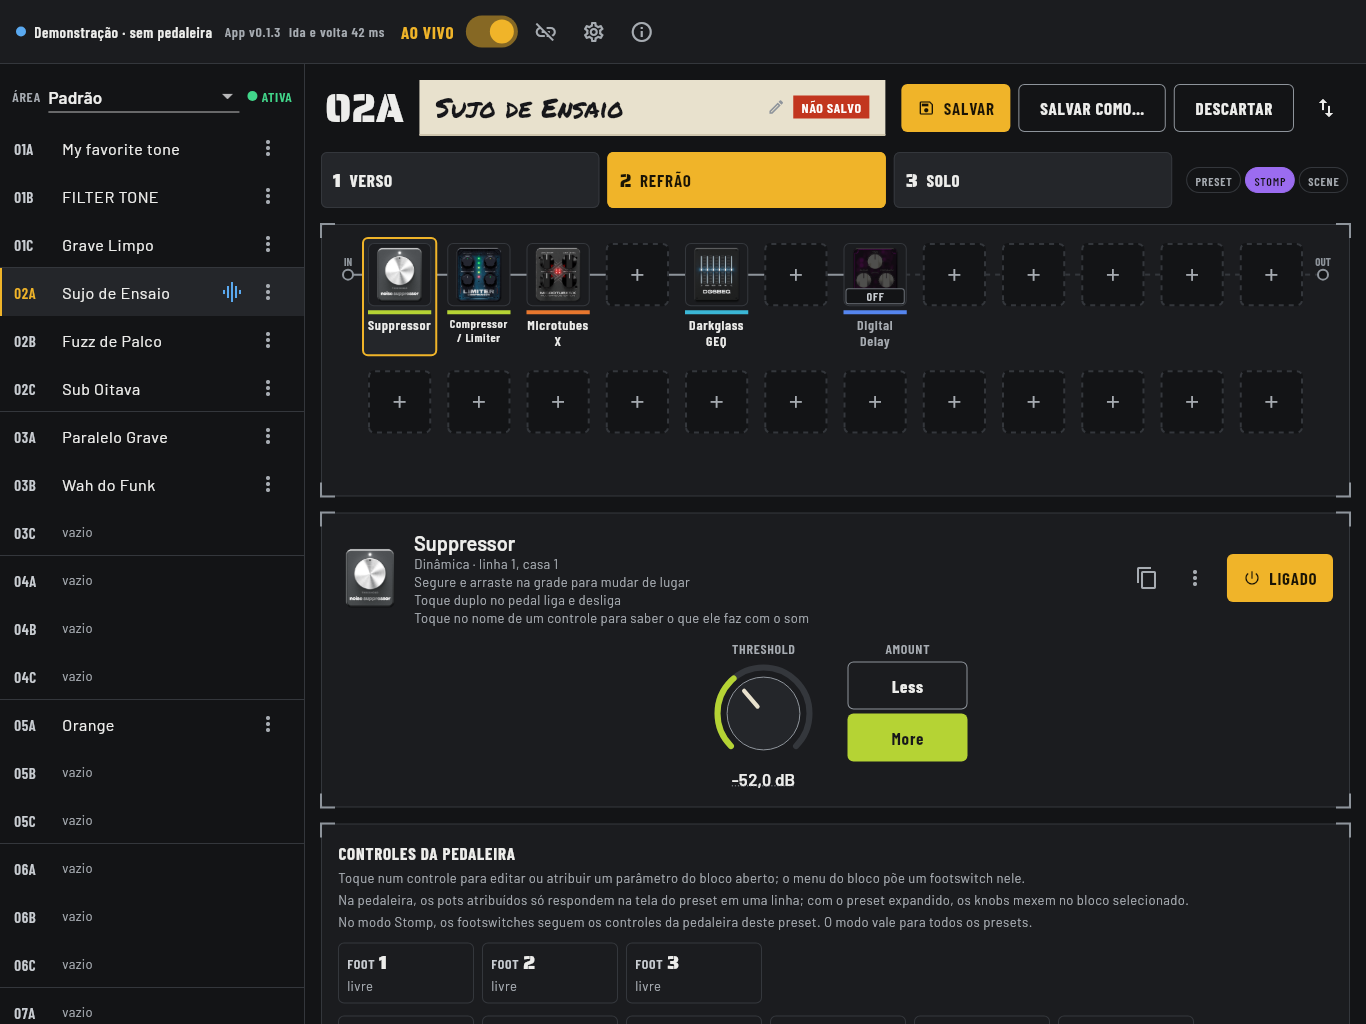 Demonstração · sem pedaleira App v0.1.3 Ida e volta 42 ms AO VIVO
ÁREA Padrão ATIVA
01A My favorite tone
01B FILTER TONE
01C Grave Limpo
02A Sujo de Ensaio
02B Fuzz de Palco
02C Sub Oitava
03A Paralelo Grave
03B Wah do Funk
03C vazio
04A vazio
04B vazio
04C vazio
05A Orange
05B vazio
05C vazio
06A vazio
06B vazio
06C vazio
07A vazio
02A Sujo de Ensaio NÃO SALVO SALVAR SALVAR COMO... DESCARTAR
1 VERSO 2 REFRÃO 3 SOLO PRESET STOMP SCENE
IN OUT
noise suppressor LIMITER OFF
Suppressor
Compressor
/ Limiter
Microtubes
X
Darkglass
GEQ
Digital
Delay
Suppressor
Dinâmica · linha 1, casa 1
Segure e arraste na grade para mudar de lugar
Toque duplo no pedal liga e desliga
Toque no nome de um controle para saber o que ele faz com o som
LIGADO
THRESHOLD
-52,0 dB
AMOUNT
Less
More
CONTROLES DA PEDALEIRA
Toque num controle para editar ou atribuir um parâmetro do bloco aberto; o menu do bloco põe um footswitch nele.
Na pedaleira, os pots atribuídos só respondem na tela do preset em uma linha; com o preset expandido, os knobs mexem no bloco selecionado.
No modo Stomp, os footswitches seguem os controles da pedaleira deste preset. O modo vale para todos os presets.
FOOT 1
livre
FOOT 2
livre
FOOT 3
livre